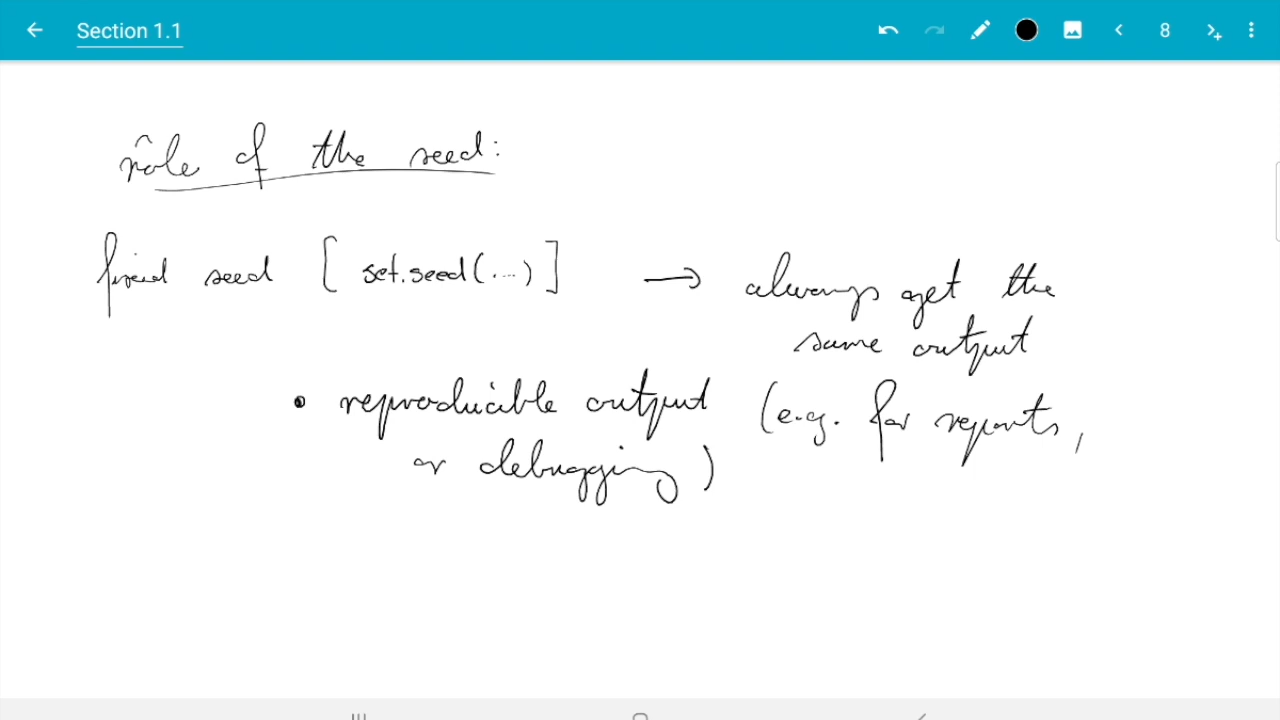 Section 1.1
8
rôle of the seed:
fixed seed [ set.seed(...) ] → always get the
same output
• reproducible output (e.g. for reports,
or debugging)